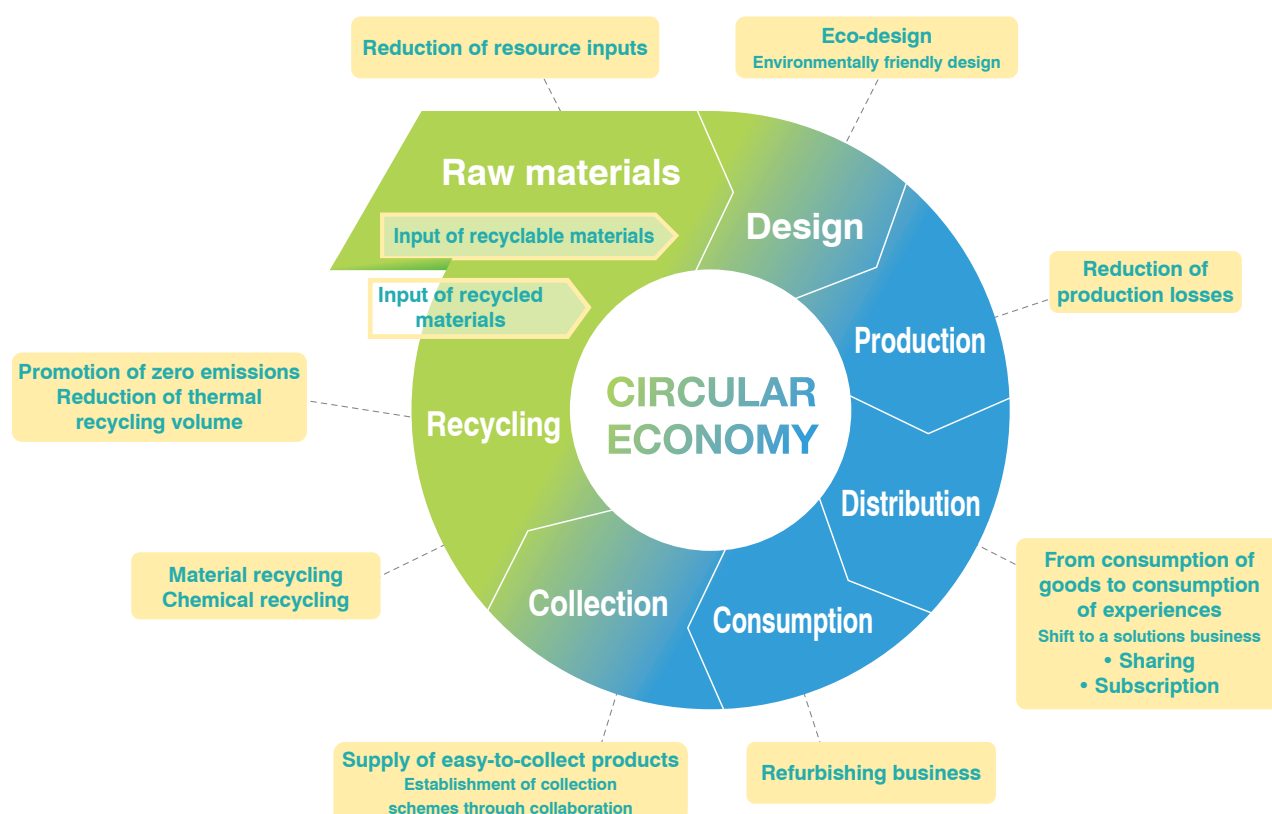 Reduction of resource inputs
Eco-design
Environmentally friendly design
Raw materials
Input of recyclable materials
Design
Input of recycled
materials
Reduction of
production losses
Production
Promotion of zero emissions
Reduction of thermal
recycling volume
Recycling
CIRCULAR
ECONOMY
Distribution
From consumption of
goods to consumption
of experiences
Shift to a solutions business
• Sharing
• Subscription
Material recycling
Chemical recycling
Collection
Consumption
Supply of easy-to-collect products
Establishment of collection
schemes through collaboration
Refurbishing business